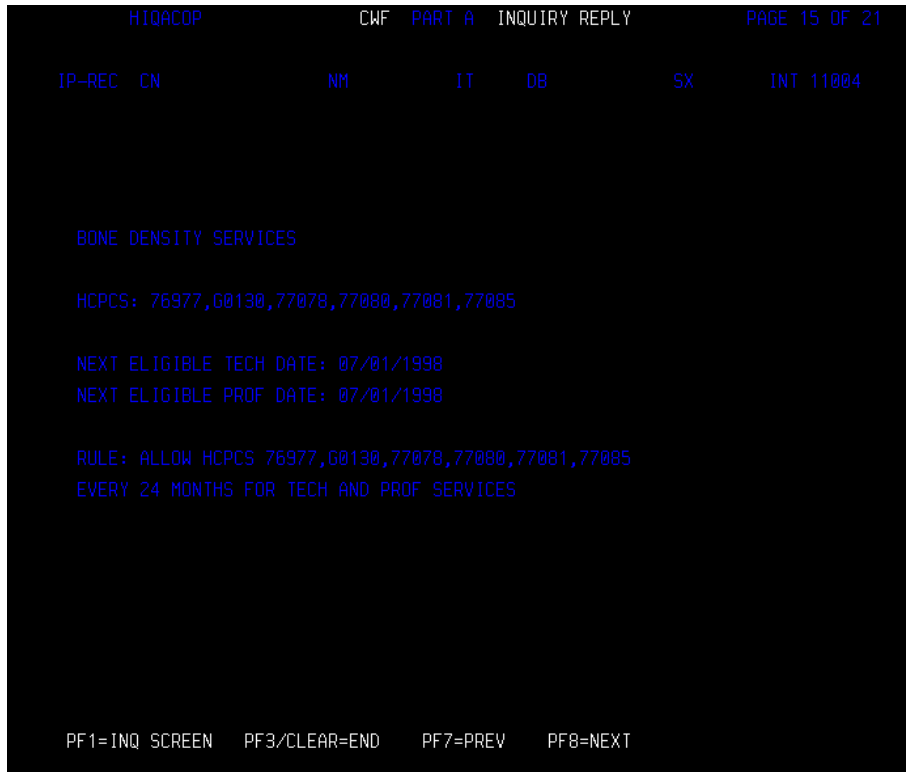 HIQACOP CWF PART A INQUIRY REPLY PAGE 15 OF 21
IP-REC CN NM IT DB SX INT 11004
BONE DENSITY SERVICES
HCPCS: 76977,G0130,77078,77080,77081,77085
NEXT ELIGIBLE TECH DATE: 07/01/1998
NEXT ELIGIBLE PROF DATE: 07/01/1998
RULE: ALLOW HCPCS 76977,G0130,77078,77080,77081,77085
EVERY 24 MONTHS FOR TECH AND PROF SERVICES
PF1=INQ SCREEN PF3/CLEAR=END PF7=PREV PF8=NEXT